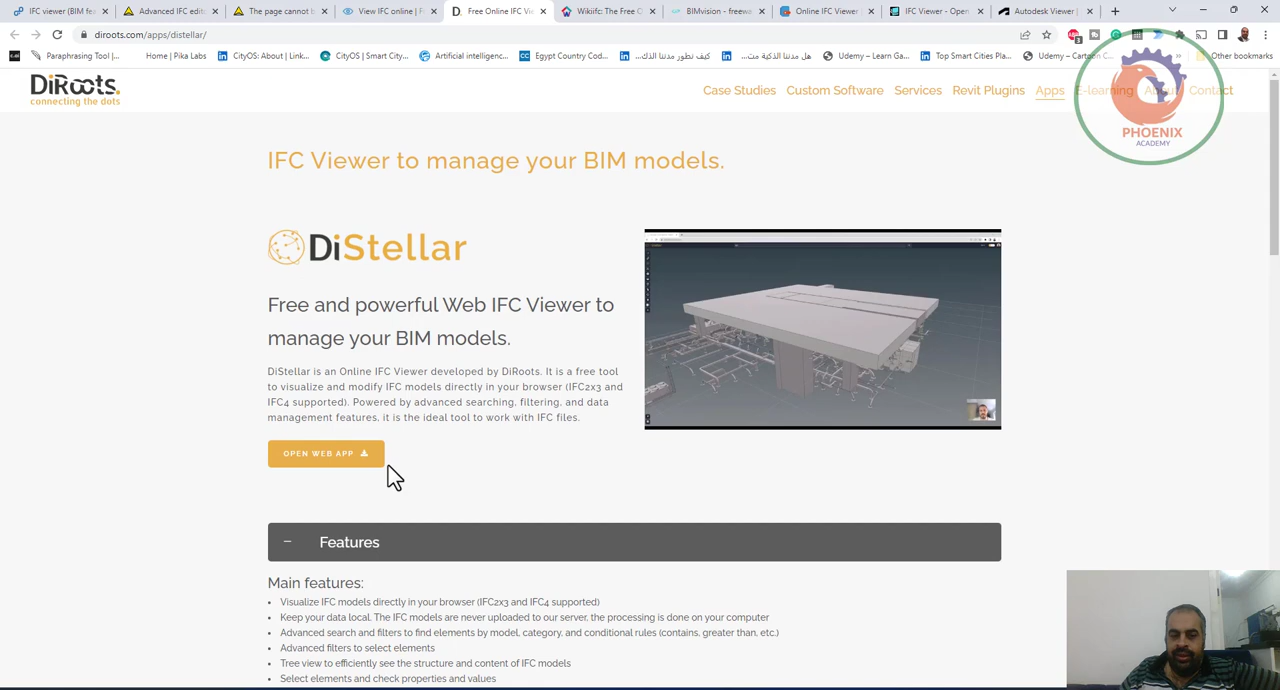 IFC viewer (BIM fea
Advanced IFC edito
The page cannot b
View IFC online | F
Free Online IFC Vie
Wikiifc: The Free O
BIMvision - freewa
Online IFC Viewer
IFC Viewer - Open
Autodesk Viewer |
diroots.com/apps/distellar/
Paraphrasing Tool |...
Home | Pika Labs
CityOS: About | Link...
CityOS | Smart City...
Artificial intelligenc...
Egypt Country Cod...
كيف نطور مدننا الذك...
هل مدننا الذكية مت...
Udemy – Learn Ga...
Top Smart Cities Pla...
Udemy – Cartoon C
Other bookmarks
DiRoots.
connecting the dots
Case Studies
Custom Software
Services
Revit Plugins
Apps
E-learning
About
Contact
PHOENIX
ACADEMY
IFC Viewer to manage your BIM models.
DiStellar
Free and powerful Web IFC Viewer to
manage your BIM models.
DiStellar is an Online IFC Viewer developed by DiRoots. It is a free tool
to visualize and modify IFC models directly in your browser (IFC2x3 and
IFC4 supported). Powered by advanced searching, filtering, and data
management features, it is the ideal tool to work with IFC files.
OPEN WEB APP
Features
Main features:
• Visualize IFC models directly in your browser (IFC2x3 and IFC4 supported)
• Keep your data local. The IFC models are never uploaded to our server, the processing is done on your computer
• Advanced search and filters to find elements by model, category, and conditional rules (contains, greater than, etc.)
• Advanced filters to select elements
• Tree view to efficiently see the structure and content of IFC models
• Select elements and check properties and values